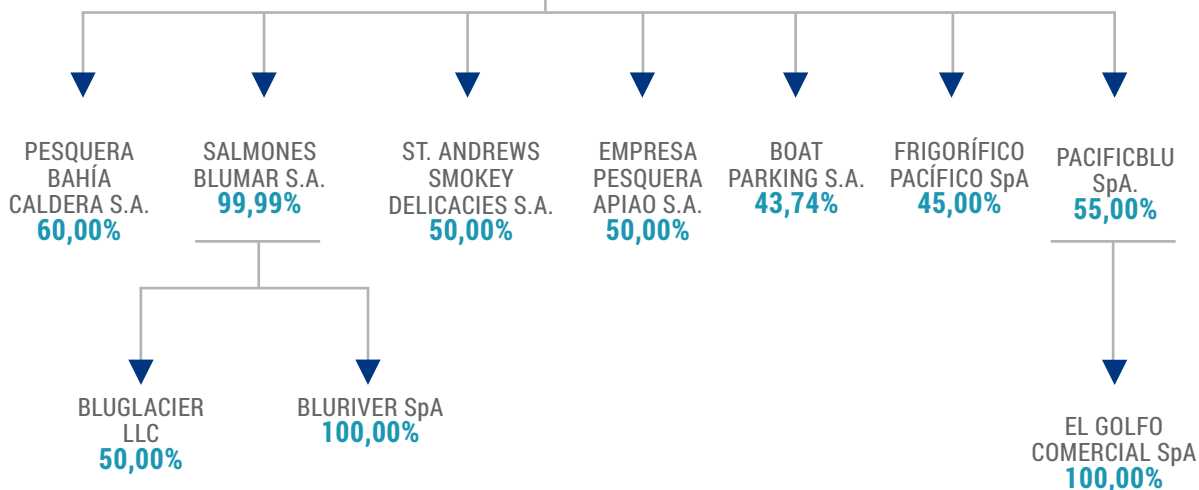 PESQUERA
BAHÍA
CALDERA S.A.
60,00%
SALMONES
BLUMAR S.A.
99,99%
ST. ANDREWS
SMOKEY
DELICACIES S.A.
50,00%
EMPRESA
PESQUERA
APIAO S.A.
50,00%
BOAT
PARKING S.A.
43,74%
FRIGORÍFICO
PACÍFICO SpA
45,00%
PACIFICBLU
SpA.
55,00%
BLUGLACIER
LLC
50,00%
BLURIVER SpA
100,00%
EL GOLFO
COMERCIAL SpA
100,00%